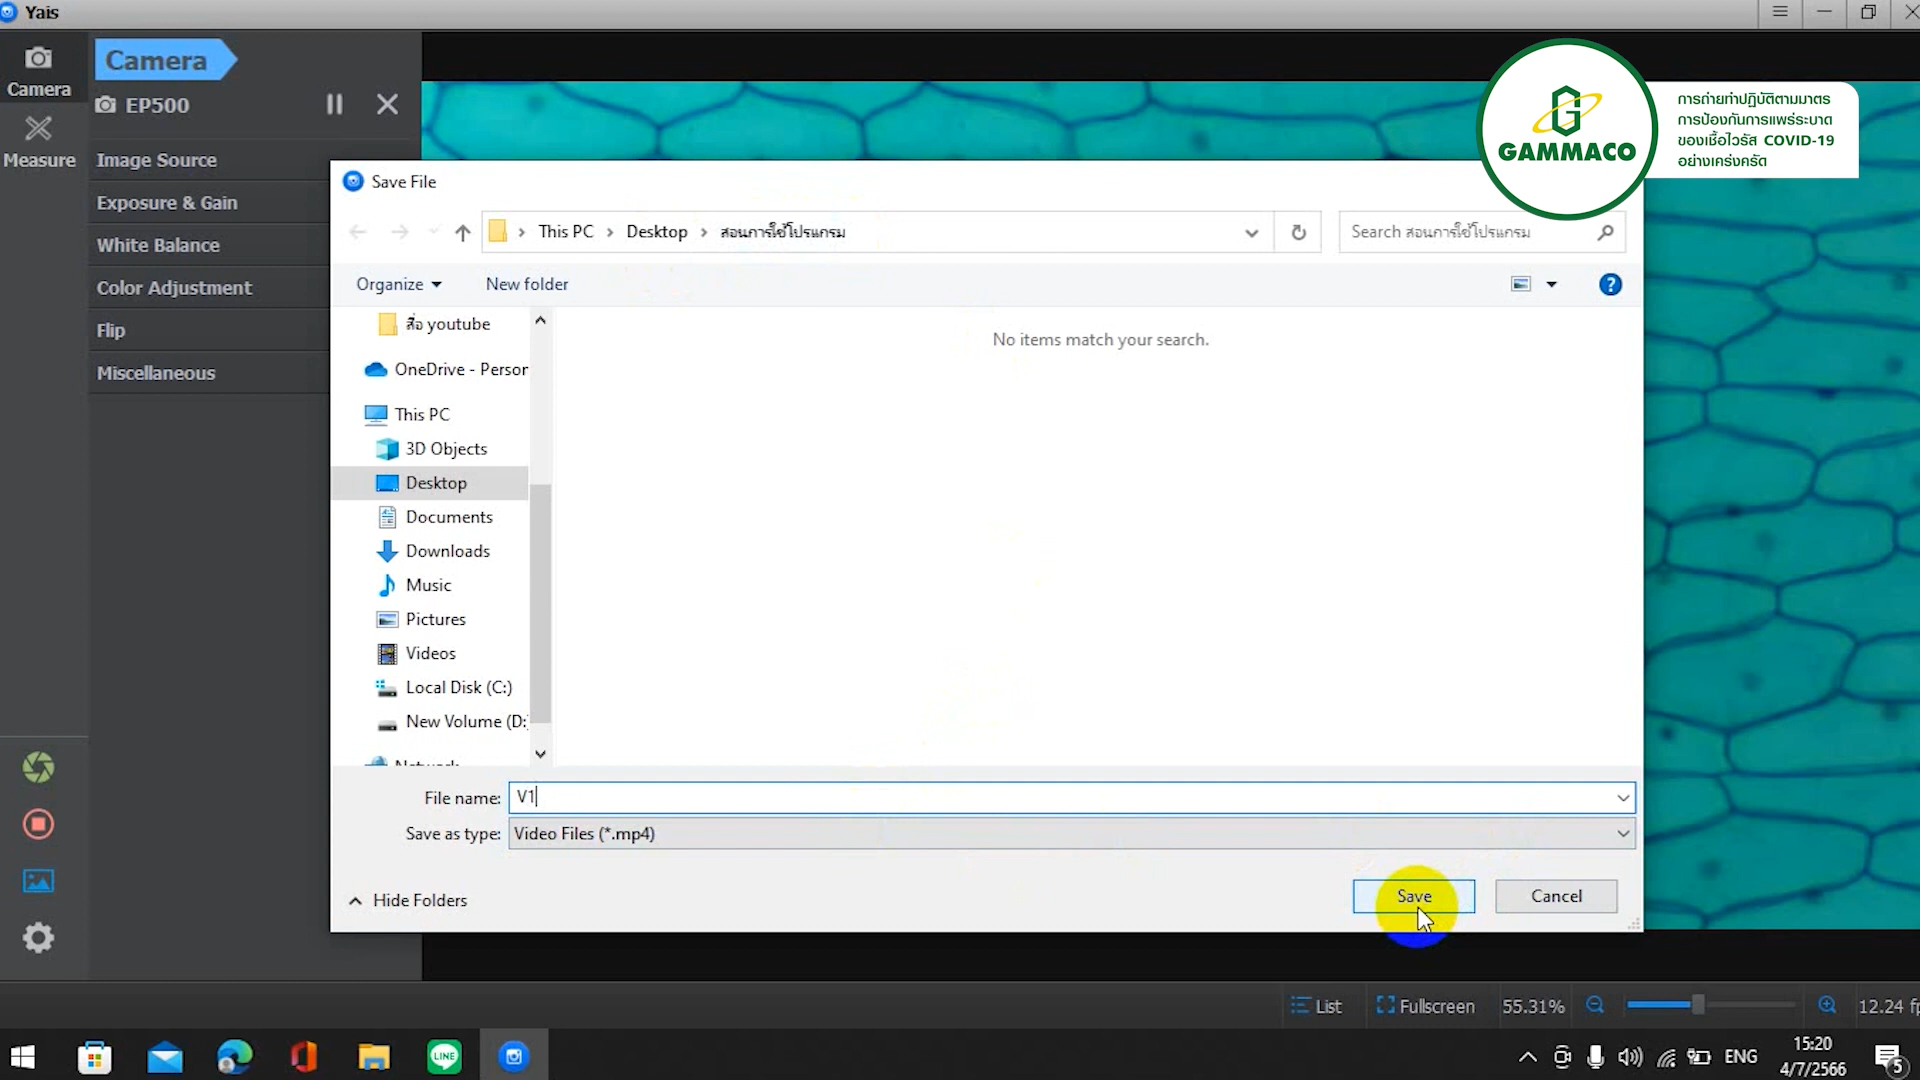 Yais
Camera
EP500
Image Source
Exposure & Gain
White Balance
Color Adjustment
Flip
Miscellaneous
Camera
Measure
GAMMACO
การถ่ายทำปฏิบัติตามมาตร
การป้องกันการแพร่ระบาด
ของเชื้อไวรัส COVID-19
อย่างเคร่งครัด
Save File
This PC > Desktop > สอนการใช้โปรแกรม
Search สอนการใช้โปรแกรม
Organize
New folder
สื่อ youtube
OneDrive - Person
This PC
3D Objects
Desktop
Documents
Downloads
Music
Pictures
Videos
Local Disk (C:)
New Volume (D:
No items match your search.
File name: V1
Save as type: Video Files (*.mp4)
Hide Folders
Save
Cancel
List
Fullscreen
55.31%
12.24 fp
LINE
ENG
15:20
4/7/2566
5